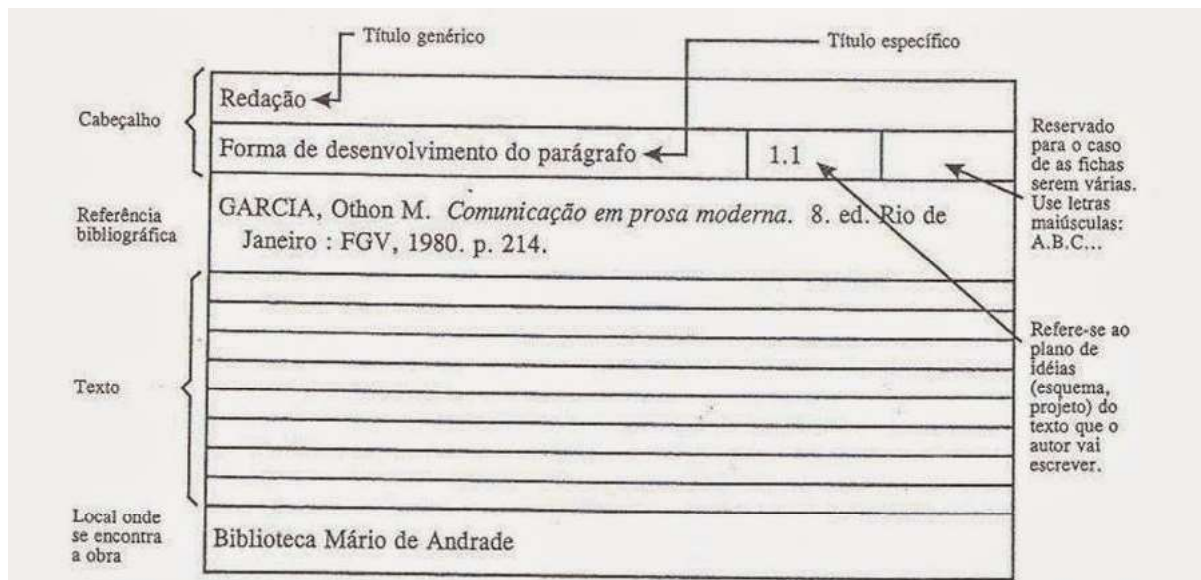 Título genérico
Título específico
Cabeçalho
Redação
Forma de desenvolvimento do parágrafo
1.1
Reservado
para o caso
de as fichas
serem várias.
Use letras
maiúsculas:
A.B.C...
Referência
bibliográfica
GARCIA, Othon M. Comunicação em prosa moderna. 8. ed. Rio de
Janeiro : FGV, 1980. p. 214.
Texto
Refere-se ao
plano de
idéias
(esquema,
projeto) do
texto que o
autor vai
escrever.
Local onde
se encontra
a obra
Biblioteca Mário de Andrade